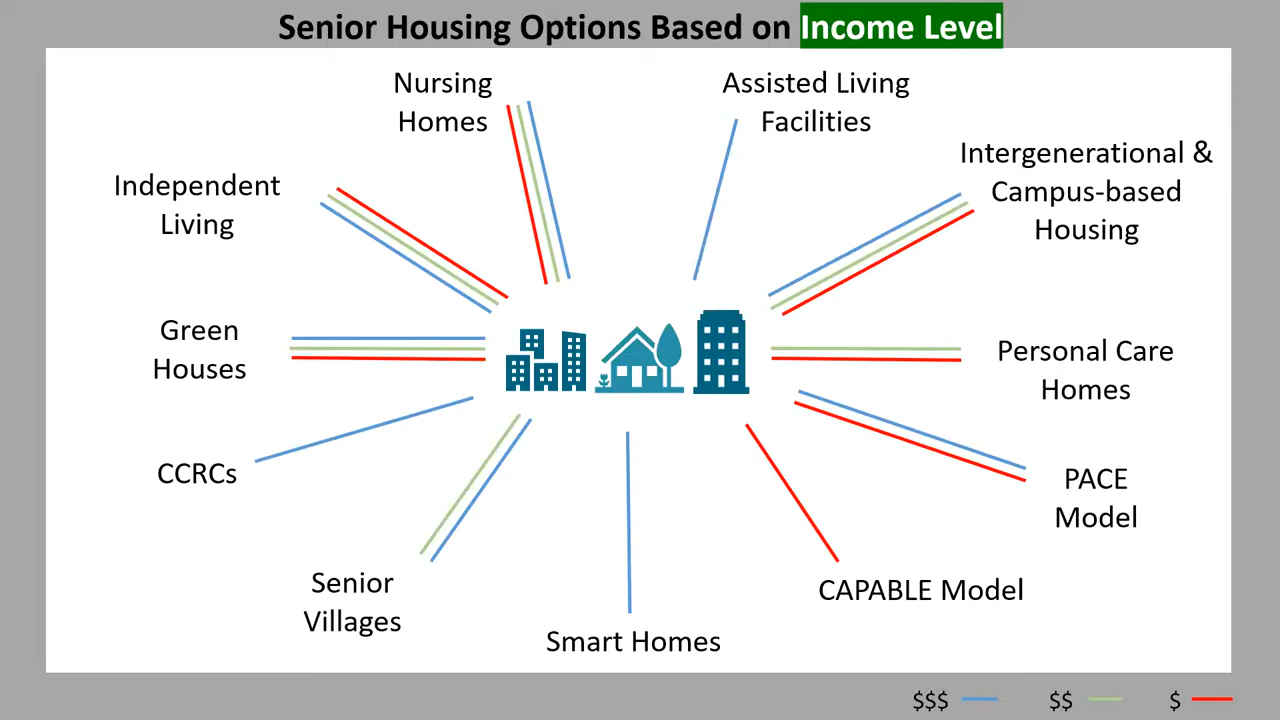 Senior Housing Options Based on Income Level
Nursing
Homes
Assisted Living
Facilities
Intergenerational &
Campus-based
Housing
Independent
Living
Green
Houses
Personal Care
Homes
CCRCs
PACE
Model
Senior
Villages
CAPABLE Model
Smart Homes
$$$
$$
$